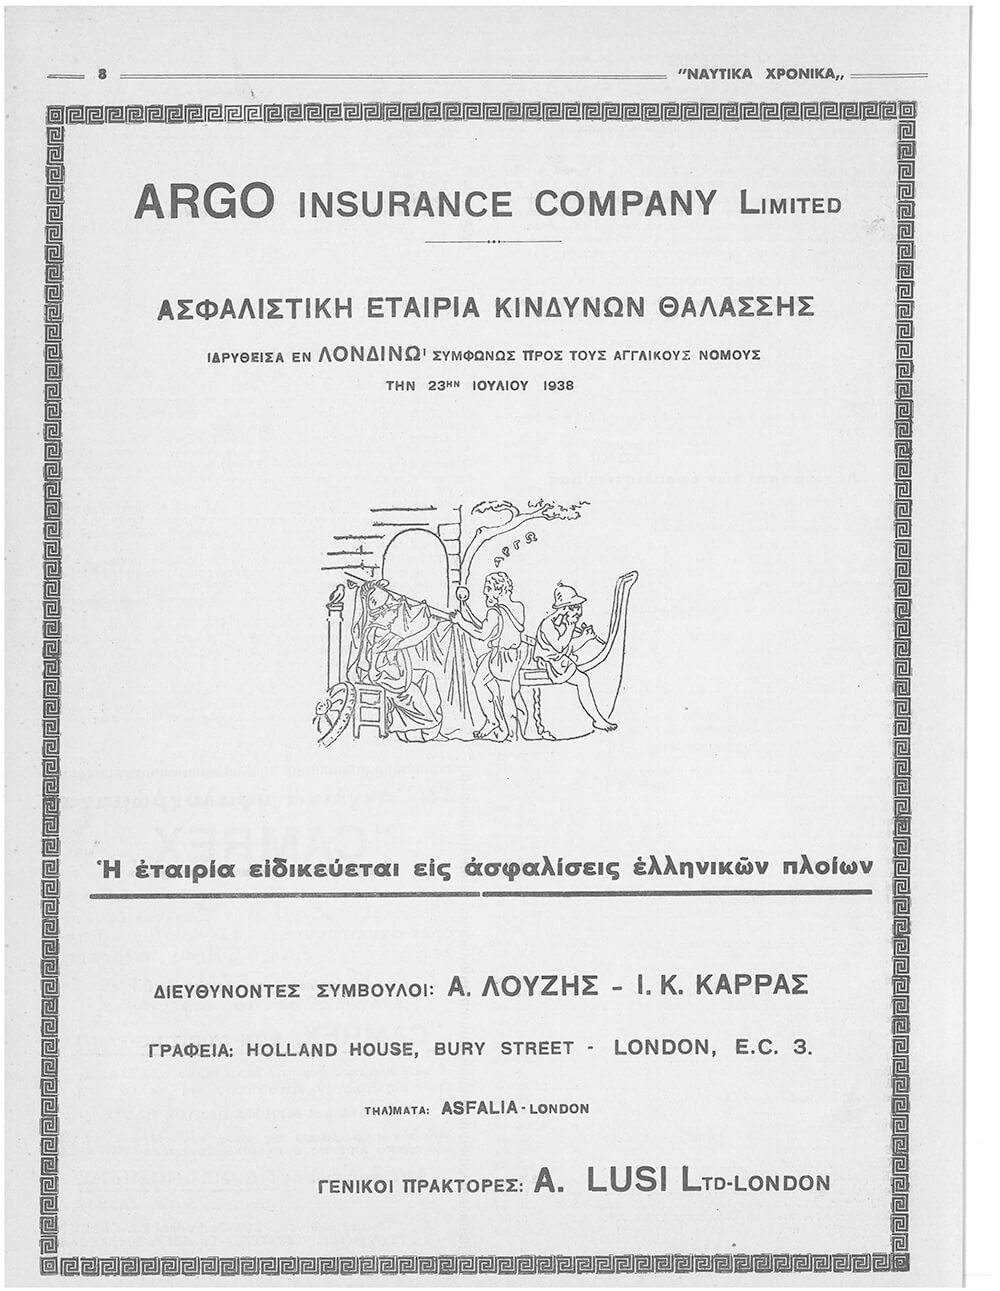 8 "ΝΑΥΤΙΚΑ ΧΡΟΝΙΚΑ„
ARGO INSURANCE COMPANY LIMITED
ΑΣΦΑΛΙΣΤΙΚΗ ΕΤΑΙΡΙΑ ΚΙΝΔΥΝΩΝ ΘΑΛΑΣΣΗΣ
ΙΔΡΥΘΕΙΣΑ ΕΝ ΛΟΝΔΙΝΩι ΣΥΜΦΩΝΩΣ ΠΡΟΣ ΤΟΥΣ ΑΓΓΛΙΚΟΥΣ ΝΟΜΟΥΣ
ΤΗΝ 23ΗΝ ΙΟΥΛΙΟΥ 1938
ΑΡΓΩ
Ἡ ἑταιρία εἰδικεύεται εἰς ἀσφαλίσεις ἑλληνικῶν πλοίων
ΔΙΕΥΘΥΝΟΝΤΕΣ ΣΥΜΒΟΥΛΟΙ: Α. ΛΟΥΖΗΣ - Ι. Κ. ΚΑΡΡΑΣ
ΓΡΑΦΕΙΑ: HOLLAND HOUSE, BURY STREET - LONDON, E.C. 3.
ΤΗΛ)ΜΑΤΑ: ASFALIA-LONDON
ΓΕΝΙΚΟΙ ΠΡΑΚΤΟΡΕΣ: A. LUSI LTD-LONDON